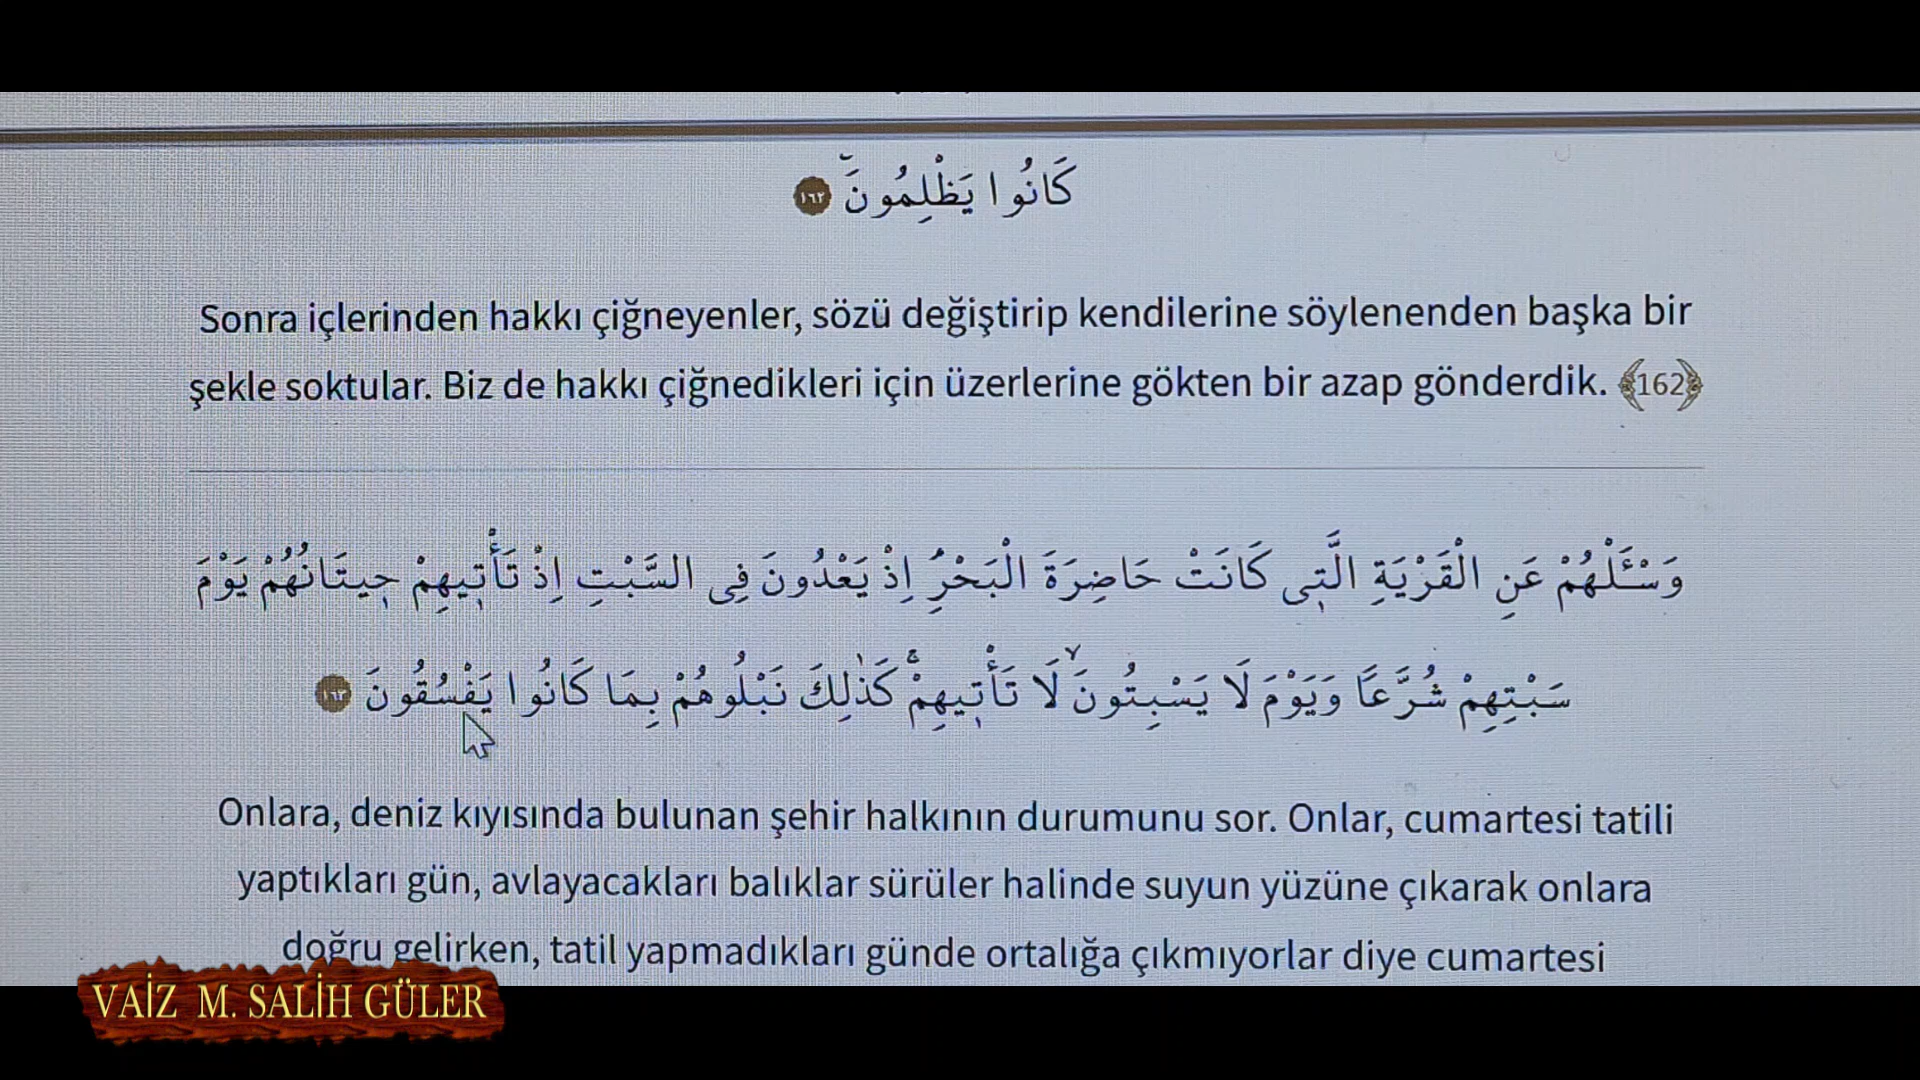 كَانُوا يَظْلِمُونَ۟ ١٦٢
Sonra içlerinden hakkı çiğneyenler, sözü değiştirip kendilerine söylenenden başka bir
şekle soktular. Biz de hakkı çiğnedikleri için üzerlerine gökten bir azap gönderdik. ﴾162﴿
وَسْـَٔلْهُمْ عَنِ الْقَرْيَةِ الَّت۪ي كَانَتْ حَاضِرَةَ الْبَحْرِۢ اِذْ يَعْدُونَ فِي السَّبْتِ اِذْ تَأْت۪يهِمْ ح۪يتَانُهُمْ يَوْمَ
سَبْتِهِمْ شُرَّعًا وَيَوْمَ لَا يَسْبِتُونَۙ لَا تَأْت۪يهِمْۚ كَذٰلِكَ نَبْلُوهُمْ بِمَا كَانُوا يَفْسُقُونَ ١٦٣
Onlara, deniz kıyısında bulunan şehir halkının durumunu sor. Onlar, cumartesi tatili
yaptıkları gün, avlayacakları balıklar sürüler halinde suyun yüzüne çıkarak onlara
doğru gelirken, tatil yapmadıkları günde ortalığa çıkmıyorlar diye cumartesi
VAİZ M. SALİH GÜLER